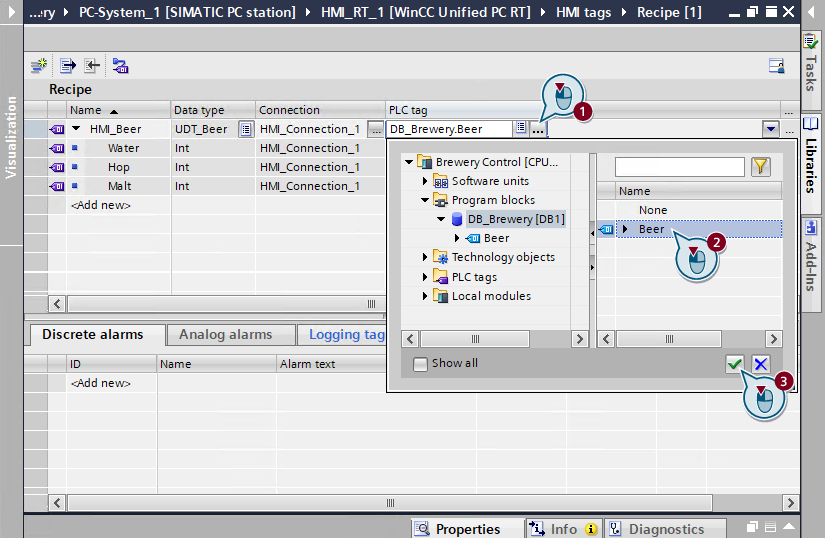 …ery ▸ PC-System_1 [SIMATIC PC station] ▸ HMI_RT_1 [WinCC Unified PC RT] ▸ HMI tags ▸ Recipe [1]
Visualization
Recipe
Name Data type Connection PLC tag ...
HMI_Beer UDT_Beer HMI_Connection_1 ... DB_Brewery.Beer ... ...
Water Int HMI_Connection_1
Hop Int HMI_Connection_1
Malt Int HMI_Connection_1
<Add new>
1
Brewery Control [CPU...
Software units
Program blocks
DB_Brewery [DB1]
Beer
Technology objects
PLC tags
Local modules
Name
None
Beer
2
Show all
3
Discrete alarms Analog alarms Logging tag
ID Name Alarm text
<Add new>
Properties Info Diagnostics
Tasks
Libraries
Add-Ins